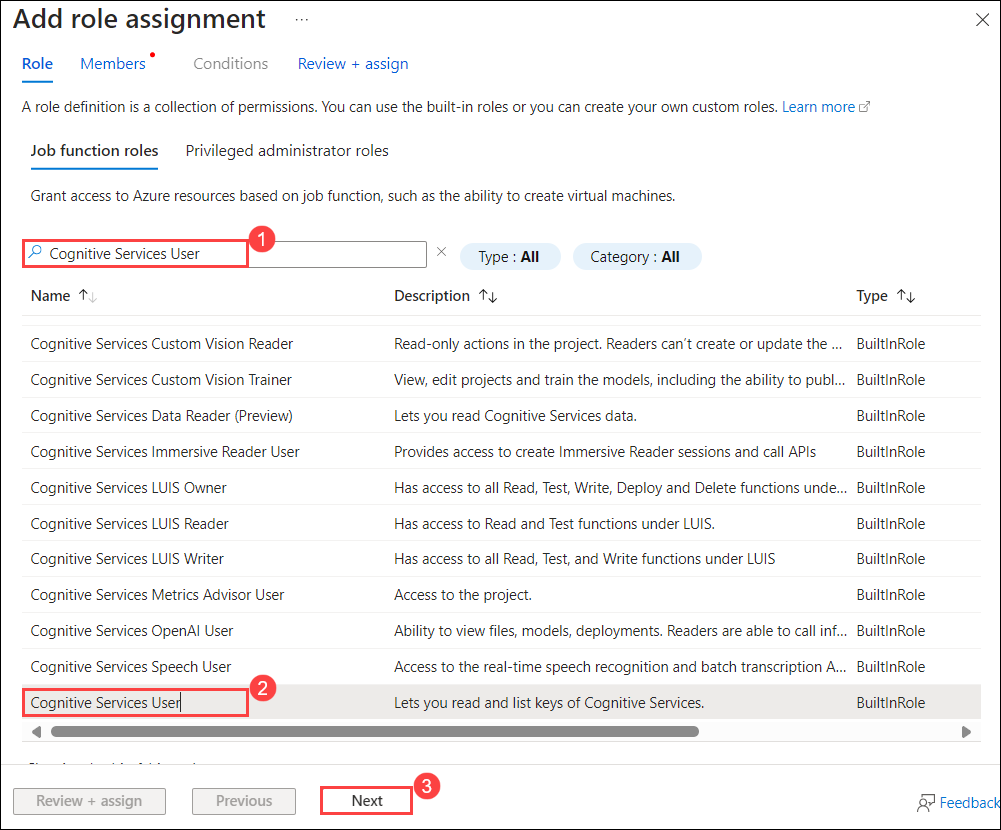 Add role assignment ...
Role Members Conditions Review + assign
A role definition is a collection of permissions. You can use the built-in roles or you can create your own custom roles. Learn more
Job function roles Privileged administrator roles
Grant access to Azure resources based on job function, such as the ability to create virtual machines.
1
Cognitive Services User Type : All Category : All
Name Description Type
Cognitive Services Custom Vision Reader Read-only actions in the project. Readers can't create or update the ... BuiltInRole
Cognitive Services Custom Vision Trainer View, edit projects and train the models, including the ability to publ... BuiltInRole
Cognitive Services Data Reader (Preview) Lets you read Cognitive Services data. BuiltInRole
Cognitive Services Immersive Reader User Provides access to create Immersive Reader sessions and call APIs BuiltInRole
Cognitive Services LUIS Owner Has access to all Read, Test, Write, Deploy and Delete functions unde... BuiltInRole
Cognitive Services LUIS Reader Has access to Read and Test functions under LUIS. BuiltInRole
Cognitive Services LUIS Writer Has access to all Read, Test, and Write functions under LUIS BuiltInRole
Cognitive Services Metrics Advisor User Access to the project. BuiltInRole
Cognitive Services OpenAI User Ability to view files, models, deployments. Readers are able to call inf... BuiltInRole
Cognitive Services Speech User Access to the real-time speech recognition and batch transcription A... BuiltInRole
2
Cognitive Services User Lets you read and list keys of Cognitive Services. BuiltInRole
3
Review + assign Previous Next Feedback